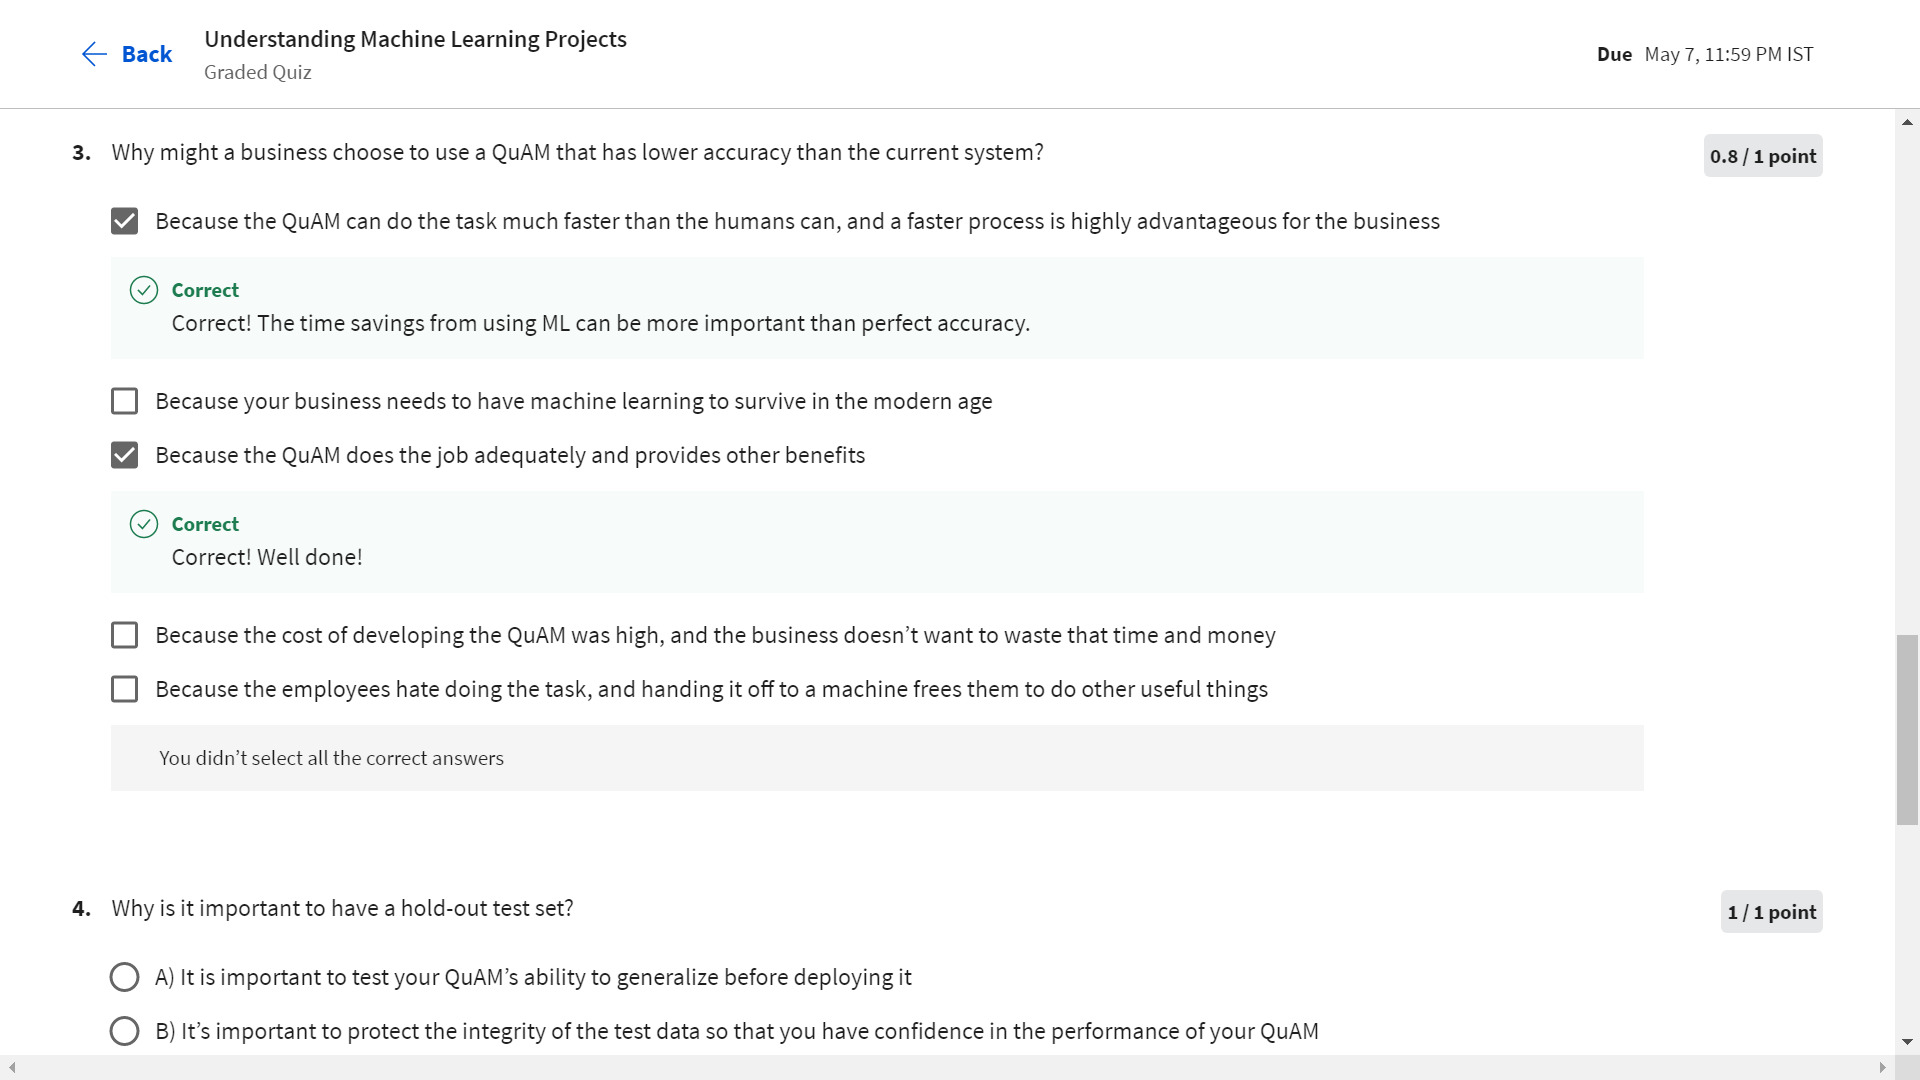 Back
Understanding Machine Learning Projects
Graded Quiz
Due May 7, 11:59 PM IST
3. Why might a business choose to use a QuAM that has lower accuracy than the current system?
0.8 / 1 point
Because the QuAM can do the task much faster than the humans can, and a faster process is highly advantageous for the business
Correct
Correct! The time savings from using ML can be more important than perfect accuracy.
Because your business needs to have machine learning to survive in the modern age
Because the QuAM does the job adequately and provides other benefits
Correct
Correct! Well done!
Because the cost of developing the QuAM was high, and the business doesn’t want to waste that time and money
Because the employees hate doing the task, and handing it off to a machine frees them to do other useful things
You didn’t select all the correct answers
4. Why is it important to have a hold-out test set?
1 / 1 point
A) It is important to test your QuAM’s ability to generalize before deploying it
B) It’s important to protect the integrity of the test data so that you have confidence in the performance of your QuAM